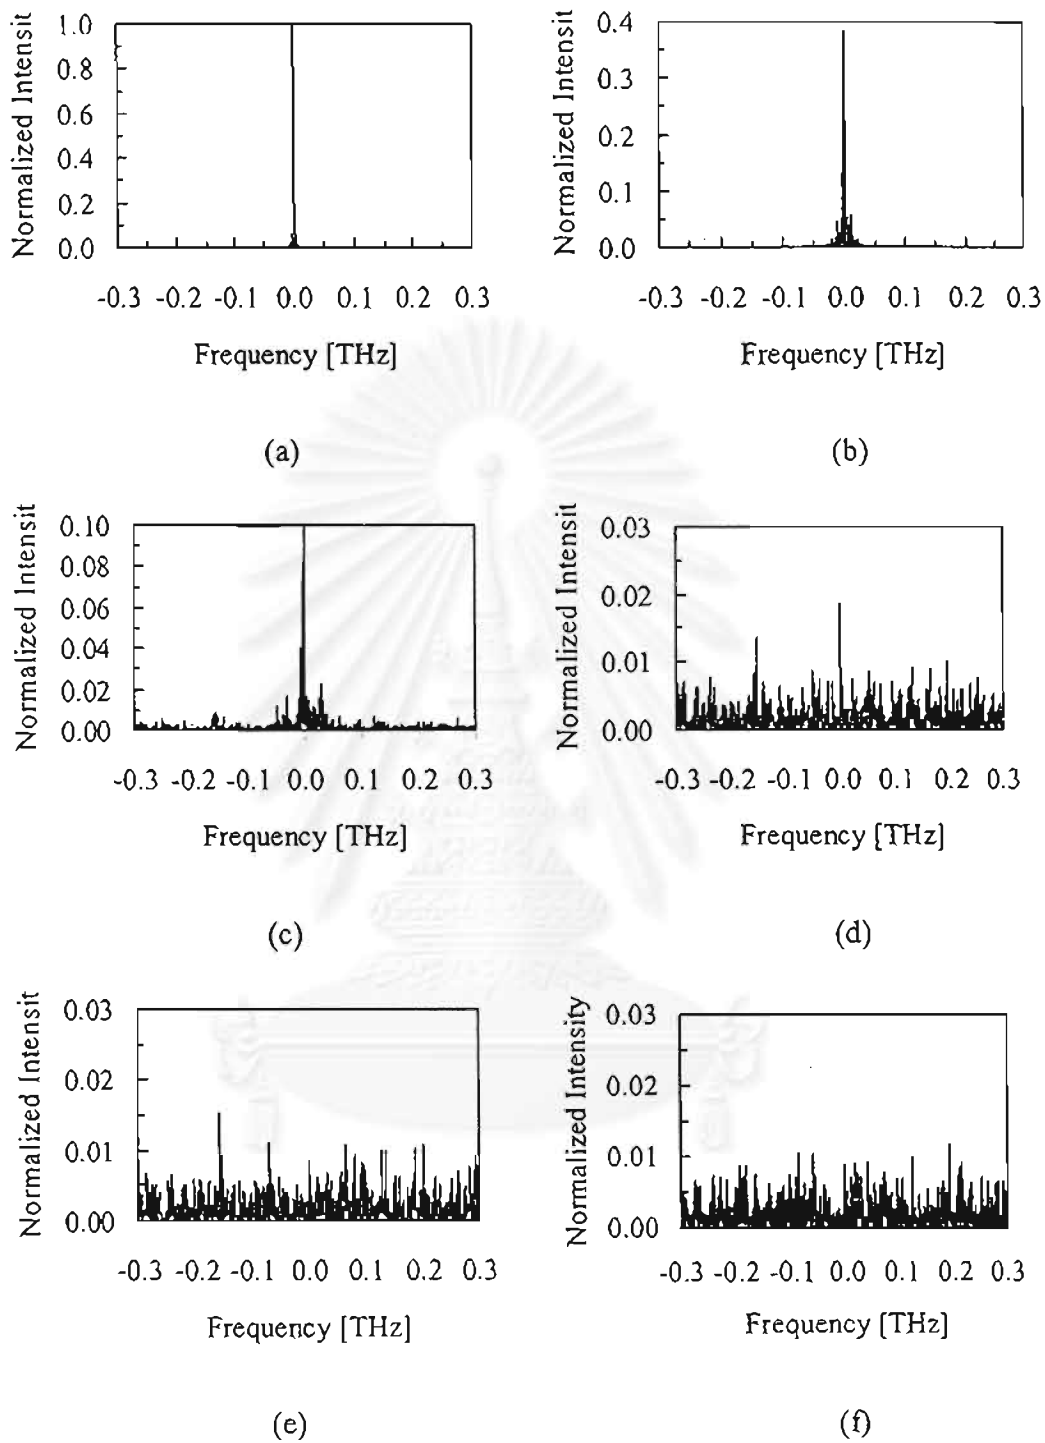 Normalized Intensit
1.0
0.8
0.6
0.4
0.2
0.0
-0.3 -0.2 -0.1 0.0 0.1 0.2 0.3
Frequency [THz]
(a)
Normalized Intensit
0.4
0.3
0.2
0.1
0.0
-0.3 -0.2 -0.1 0.0 0.1 0.2 0.3
Frequency [THz]
(b)
Normalized Intensit
0.10
0.08
0.06
0.04
0.02
0.00
-0.3 -0.2 -0.1 0.0 0.1 0.2 0.3
Frequency [THz]
(c)
Normalized Intensit
0.03
0.02
0.01
0.00
-0.3 -0.2 -0.1 0.0 0.1 0.2 0.3
Frequency [THz]
(d)
Normalized Intensit
0.03
0.02
0.01
0.00
-0.3 -0.2 -0.1 0.0 0.1 0.2 0.3
Frequency [THz]
(e)
Normalized Intensity
0.03
0.02
0.01
0.00
-0.3 -0.2 -0.1 0.0 0.1 0.2 0.3
Frequency [THz]
(f)